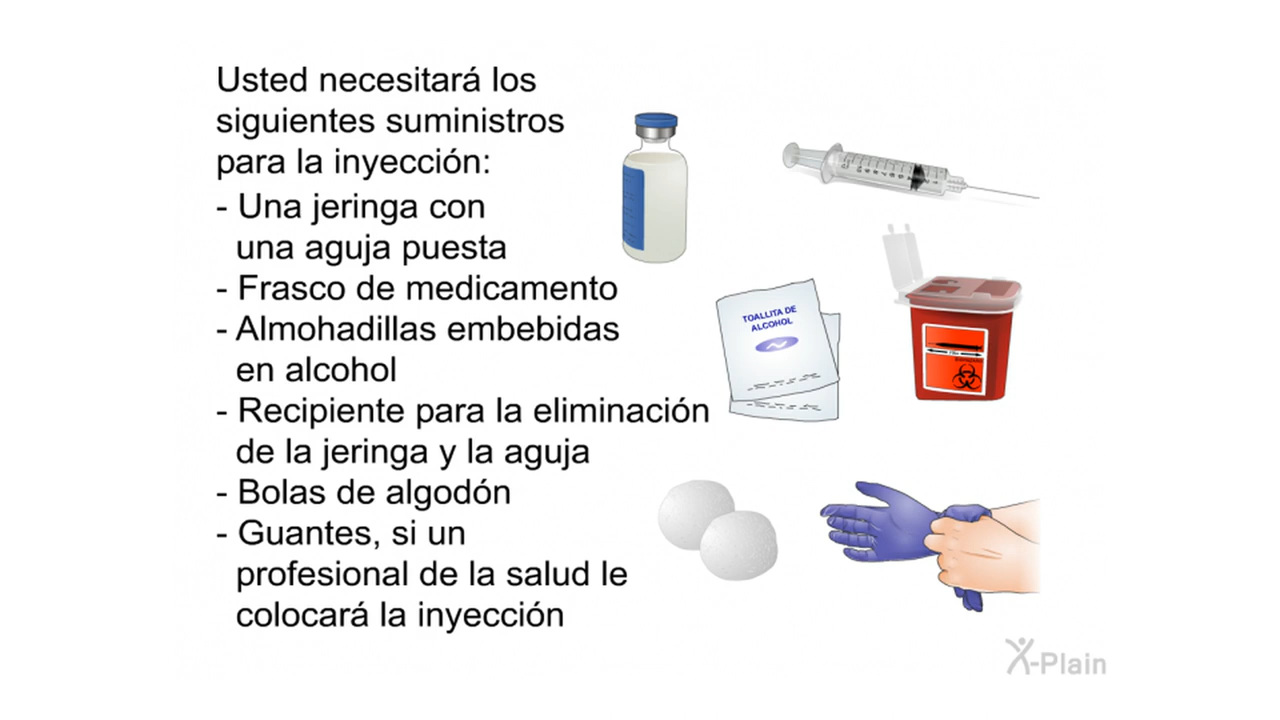 Usted necesitará los
siguientes suministros
para la inyección:
- Una jeringa con
una aguja puesta
- Frasco de medicamento
- Almohadillas embebidas
en alcohol
- Recipiente para la eliminación
de la jeringa y la aguja
- Bolas de algodón
- Guantes, si un
profesional de la salud le
colocará la inyección
TOALLITA DE
ALCOHOL
X-Plain